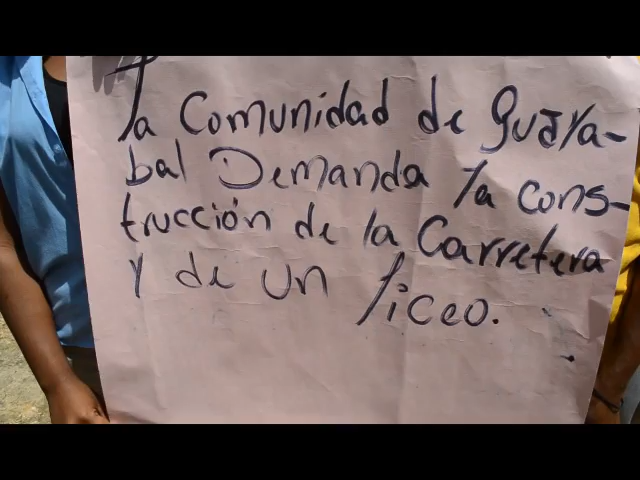 La Comunidad de Guaya-
bal Demanda la cons-
trucción de la Carretera
y de un liceo.